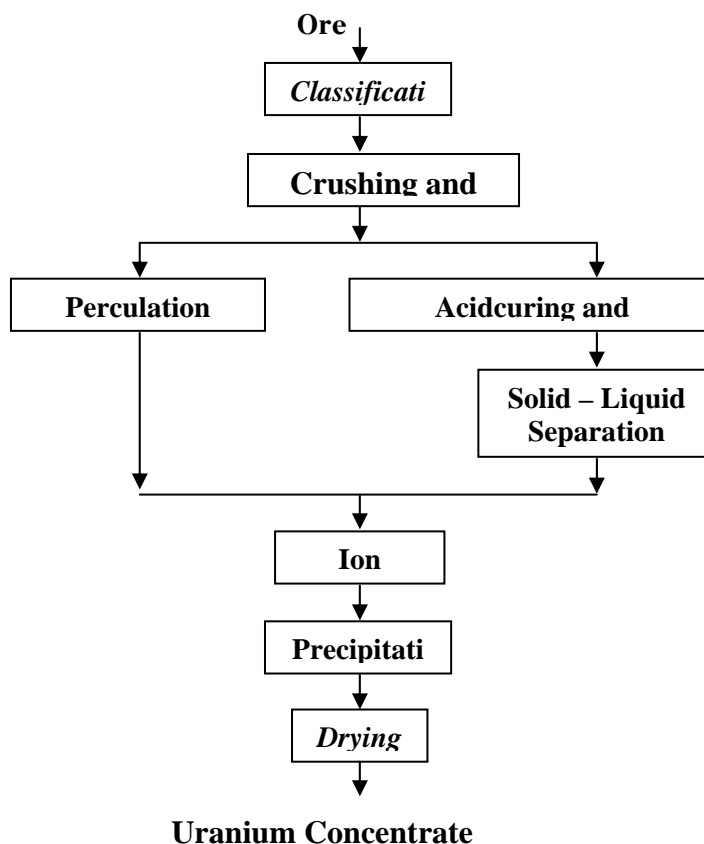 Ore
Classificati
Crushing and
Perculation
Acidcuring and
Solid – Liquid
Separation
Ion
Precipitati
Drying
Uranium Concentrate